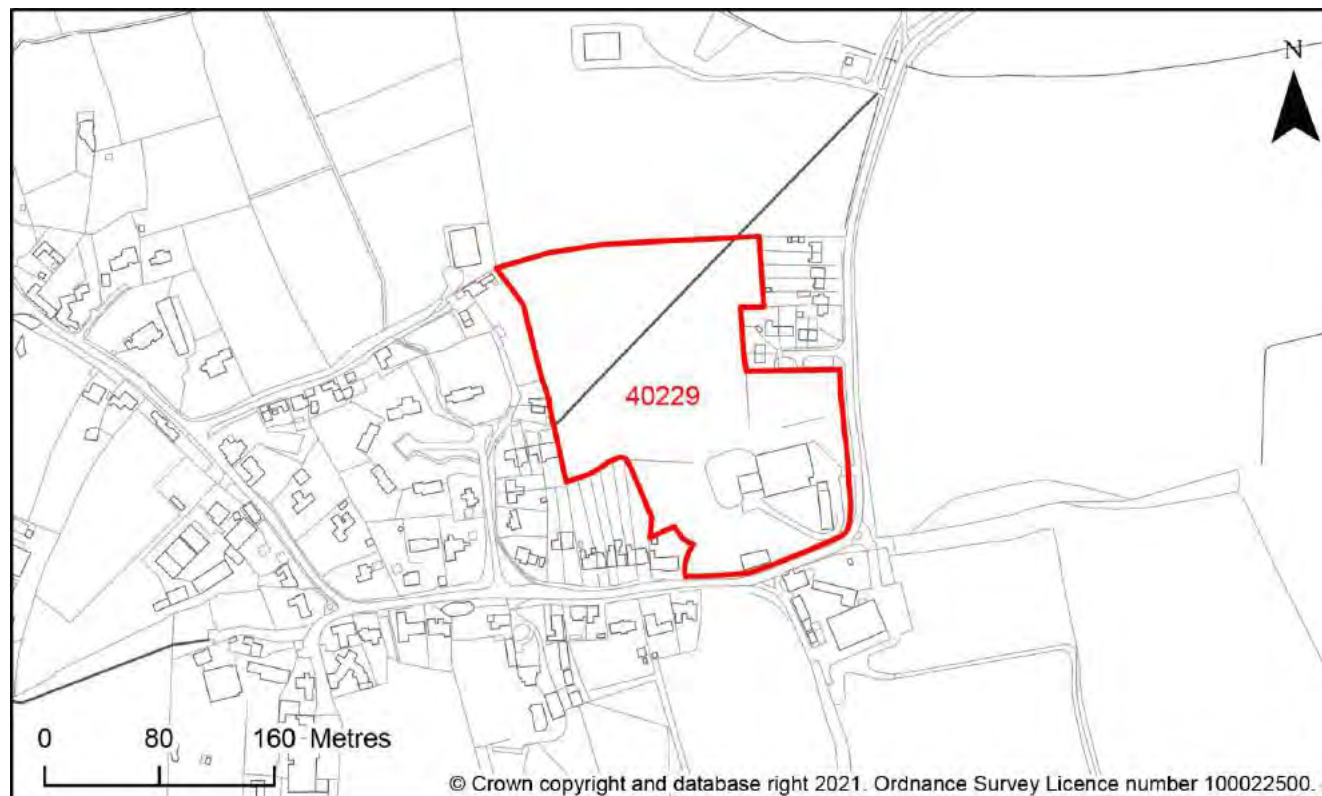 N
40229
0 80 160 Metres
© Crown copyright and database right 2021. Ordnance Survey Licence number 100022500.